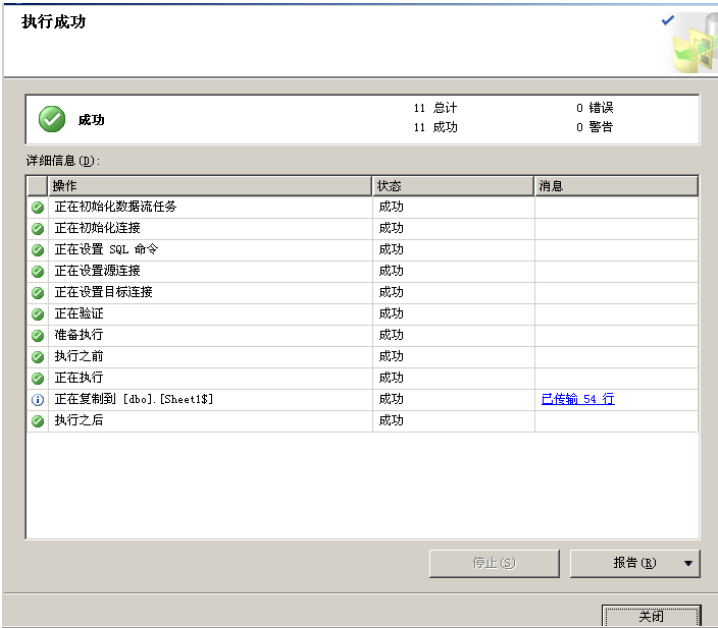 执行成功
成功
11 总计
0 错误
11 成功
0 警告
详细信息(D):
操作 状态 消息
正在初始化数据流任务 成功
正在初始化连接 成功
正在设置 SQL 命令 成功
正在设置源连接 成功
正在设置目标连接 成功
正在验证 成功
准备执行 成功
执行之前 成功
正在执行 成功
正在复制到 [dbo].[Sheet1$] 成功 已传输 54 行
执行之后 成功
停止(S)
报告(R)
关闭